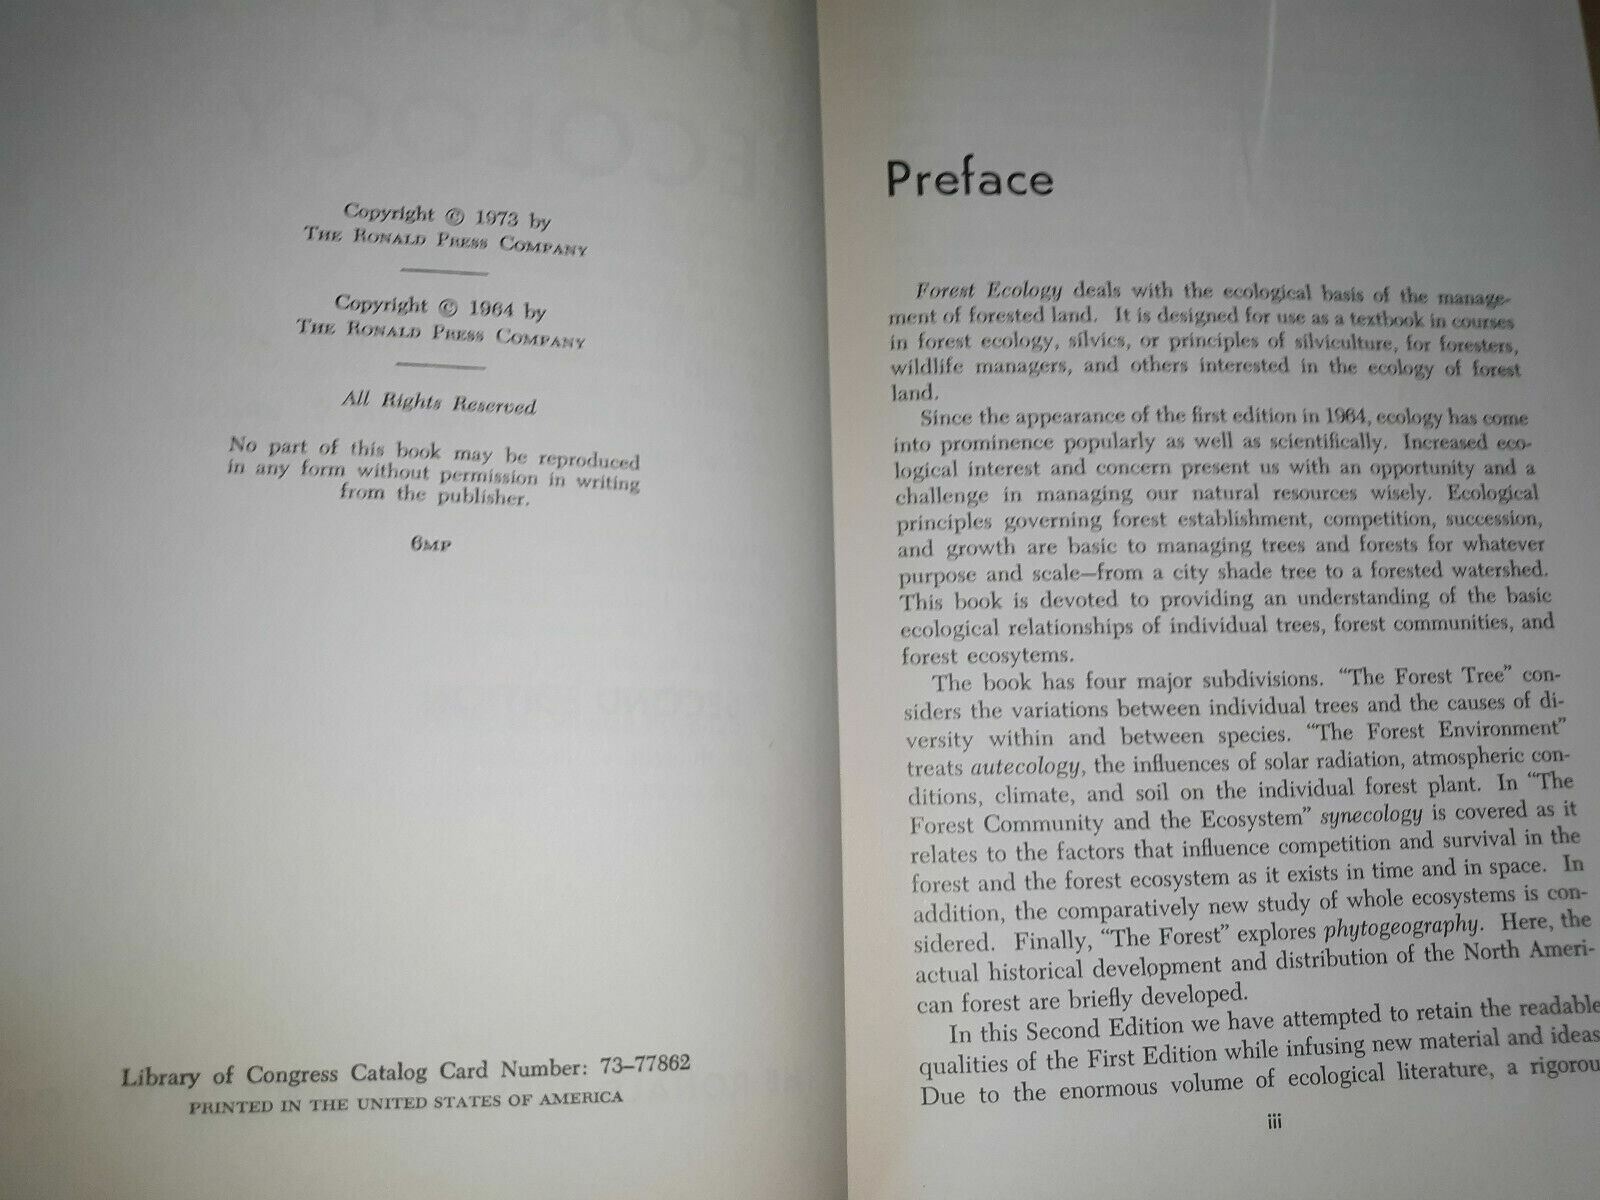 Copyright © 1973 by
THE RONALD PRESS COMPANY
Copyright © 1964 by
THE RONALD PRESS COMPANY
All Rights Reserved
No part of this book may be reproduced
in any form without permission in writing
from the publisher.
6MP
Library of Congress Catalog Card Number: 73–77862
PRINTED IN THE UNITED STATES OF AMERICA
Preface
Forest Ecology deals with the ecological basis of the manage-
ment of forested land. It is designed for use as a textbook in courses
in forest ecology, silvics, or principles of silviculture, for foresters,
wildlife managers, and others interested in the ecology of forest
land.
Since the appearance of the first edition in 1964, ecology has come
into prominence popularly as well as scientifically. Increased eco-
logical interest and concern present us with an opportunity and a
challenge in managing our natural resources wisely. Ecological
principles governing forest establishment, competition, succession,
and growth are basic to managing trees and forests for whatever
purpose and scale—from a city shade tree to a forested watershed.
This book is devoted to providing an understanding of the basic
ecological relationships of individual trees, forest communities, and
forest ecosytems.
The book has four major subdivisions. “The Forest Tree” con-
siders the variations between individual trees and the causes of di-
versity within and between species. “The Forest Environment”
treats autecology, the influences of solar radiation, atmospheric con-
ditions, climate, and soil on the individual forest plant. In “The
Forest Community and the Ecosystem” synecology is covered as it
relates to the factors that influence competition and survival in the
forest and the forest ecosystem as it exists in time and in space. In
addition, the comparatively new study of whole ecosystems is con-
sidered. Finally, “The Forest” explores phytogeography. Here, the
actual historical development and distribution of the North Ameri-
can forest are briefly developed.
In this Second Edition we have attempted to retain the readable
qualities of the First Edition while infusing new material and ideas
Due to the enormous volume of ecological literature, a rigorou
iii